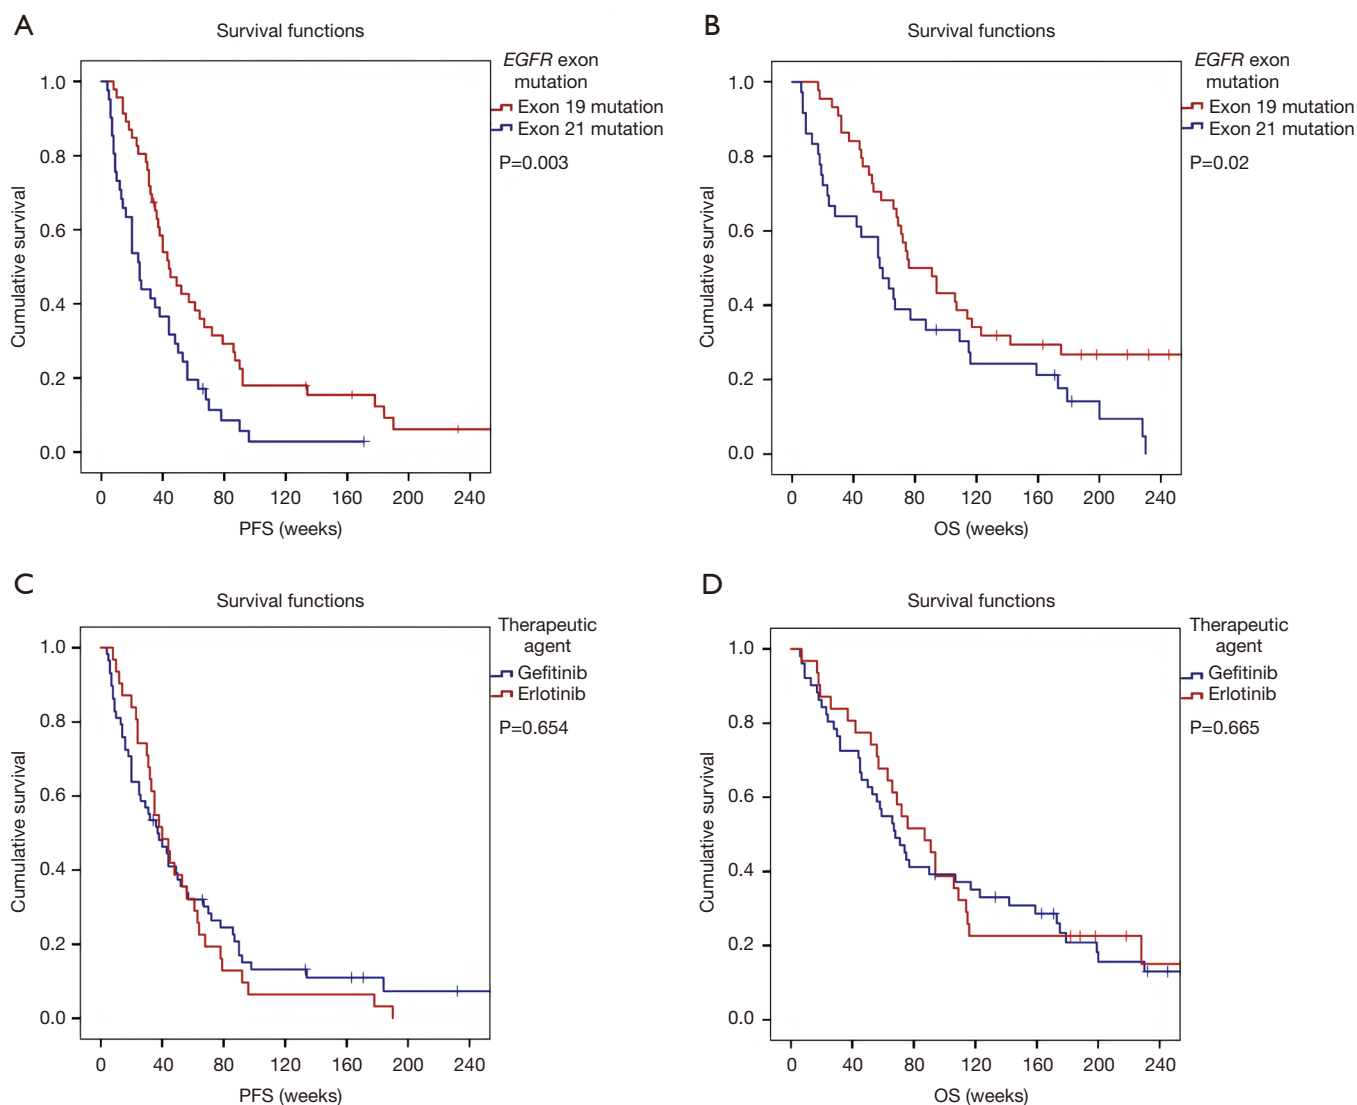 A
Survival functions
EGFR exon
mutation
Exon 19 mutation
Exon 21 mutation
P=0.003
Cumulative survival
1.0
0.8
0.6
0.4
0.2
0.0
0 40 80 120 160 200 240
PFS (weeks)
B
Survival functions
EGFR exon
mutation
Exon 19 mutation
Exon 21 mutation
P=0.02
Cumulative survival
1.0
0.8
0.6
0.4
0.2
0.0
0 40 80 120 160 200 240
OS (weeks)
C
Survival functions
Therapeutic
agent
Gefitinib
Erlotinib
P=0.654
Cumulative survival
1.0
0.8
0.6
0.4
0.2
0.0
0 40 80 120 160 200 240
PFS (weeks)
D
Survival functions
Therapeutic
agent
Gefitinib
Erlotinib
P=0.665
Cumulative survival
1.0
0.8
0.6
0.4
0.2
0.0
0 40 80 120 160 200 240
OS (weeks)